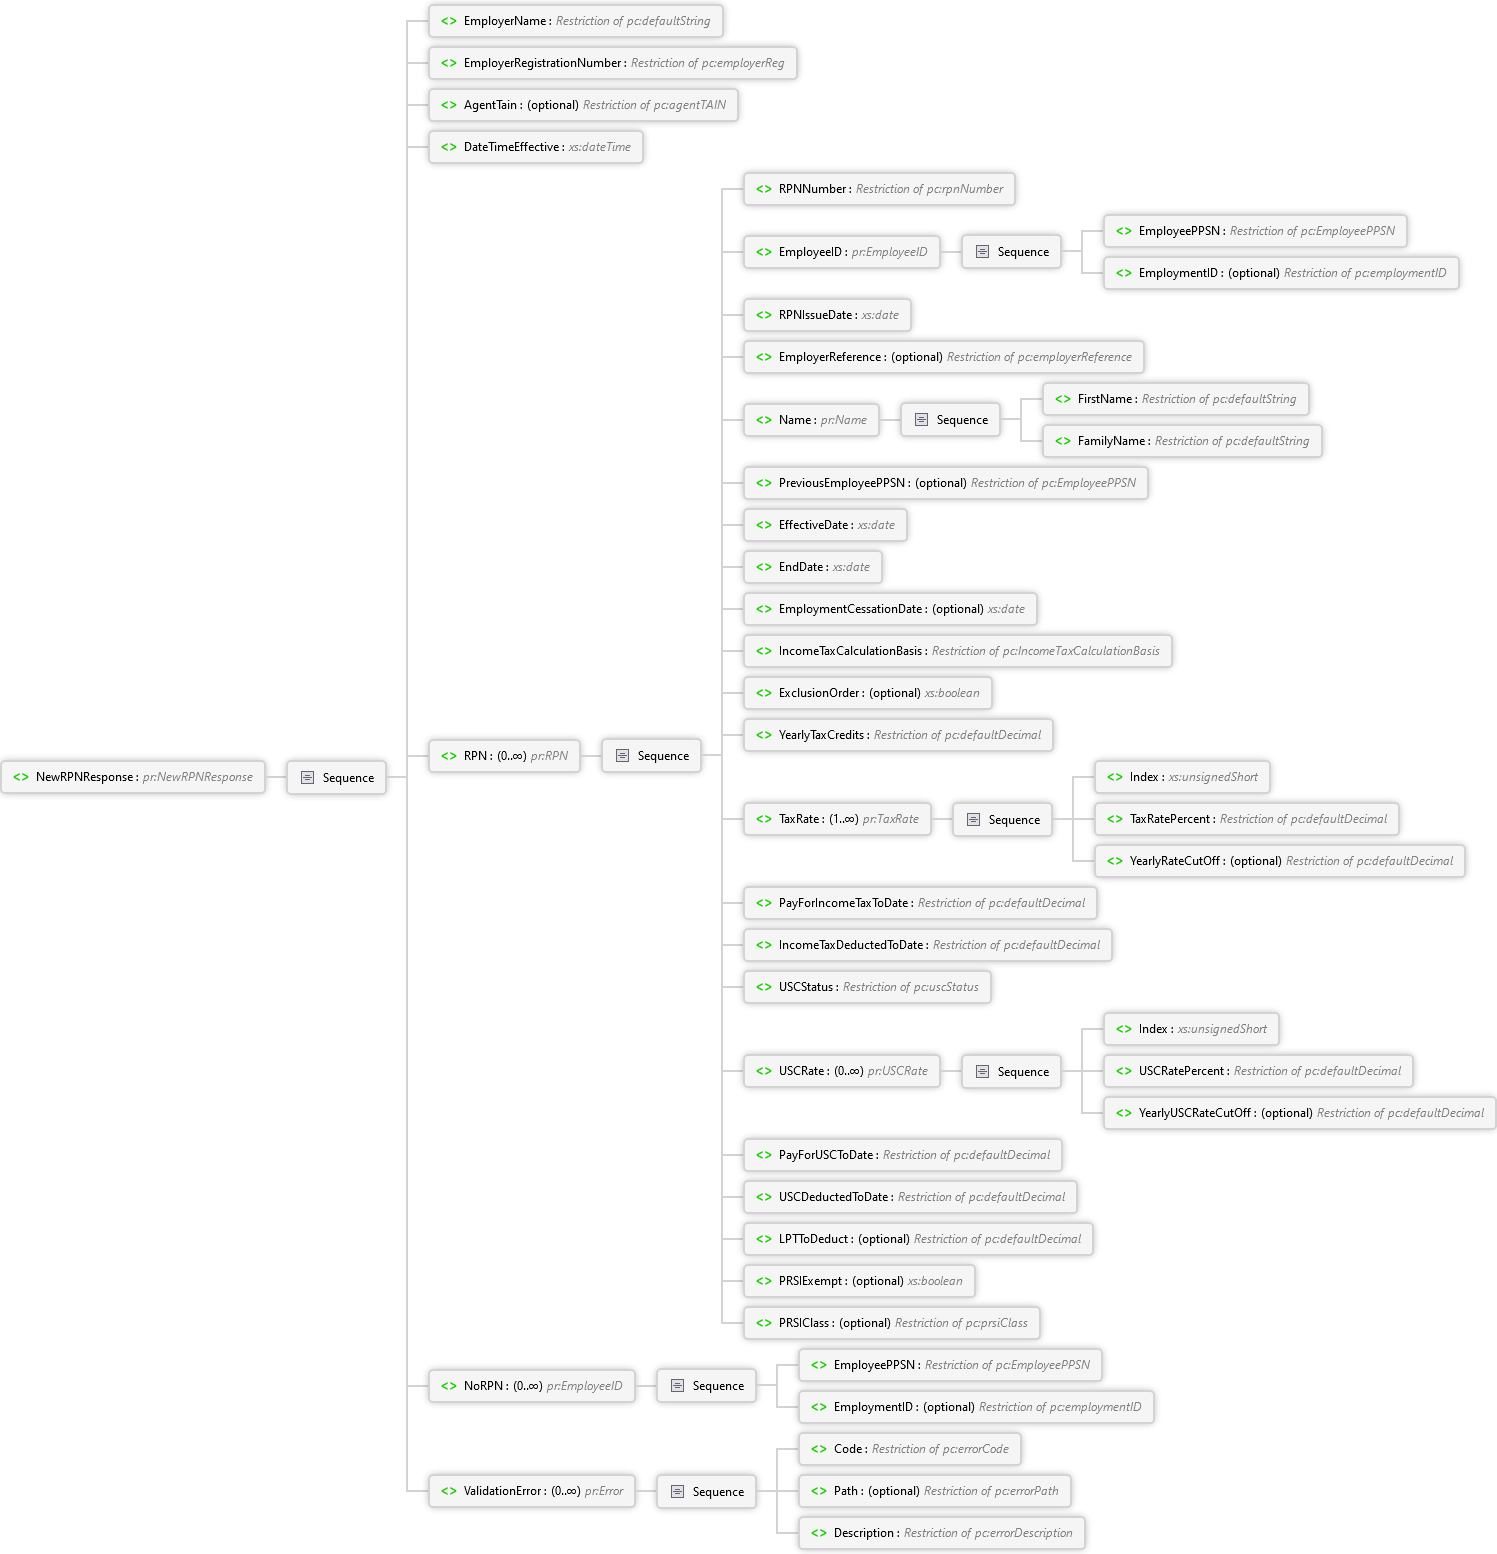 <> EmployerName : Restriction of pc:defaultString
<> EmployerRegistrationNumber : Restriction of pc:employerReg
<> AgentTain : (optional) Restriction of pc:agentTAIN
<> DateTimeEffective : xs:dateTime
<> RPNNumber : Restriction of pc:rpnNumber
<> EmployeePPSN : Restriction of pc:EmployeePPSN
<> EmployeeID : pr:EmployeeID Sequence
<> EmploymentID : (optional) Restriction of pc:employmentID
<> RPNIssueDate : xs:date
<> EmployerReference : (optional) Restriction of pc:employerReference
<> FirstName : Restriction of pc:defaultString
<> Name : pr:Name Sequence
<> FamilyName : Restriction of pc:defaultString
<> PreviousEmployeePPSN : (optional) Restriction of pc:EmployeePPSN
<> EffectiveDate : xs:date
<> EndDate : xs:date
<> EmploymentCessationDate : (optional) xs:date
<> IncomeTaxCalculationBasis : Restriction of pc:IncomeTaxCalculationBasis
<> ExclusionOrder : (optional) xs:boolean
<> YearlyTaxCredits : Restriction of pc:defaultDecimal
<> RPN : (0..∞) pr:RPN Sequence
<> NewRPNResponse : pr:NewRPNResponse Sequence
<> Index : xs:unsignedShort
<> TaxRate : (1..∞) pr:TaxRate Sequence
<> TaxRatePercent : Restriction of pc:defaultDecimal
<> YearlyRateCutOff : (optional) Restriction of pc:defaultDecimal
<> PayForIncomeTaxToDate : Restriction of pc:defaultDecimal
<> IncomeTaxDeductedToDate : Restriction of pc:defaultDecimal
<> USCStatus : Restriction of pc:uscStatus
<> Index : xs:unsignedShort
<> USCRate : (0..∞) pr:USCRate Sequence
<> USCRatePercent : Restriction of pc:defaultDecimal
<> YearlyUSCRateCutOff : (optional) Restriction of pc:defaultDecimal
<> PayForUSCToDate : Restriction of pc:defaultDecimal
<> USCDeductedToDate : Restriction of pc:defaultDecimal
<> LPTToDeduct : (optional) Restriction of pc:defaultDecimal
<> PRSIExempt : (optional) xs:boolean
<> PRSIClass : (optional) Restriction of pc:prsiClass
<> EmployeePPSN : Restriction of pc:EmployeePPSN
<> NoRPN : (0..∞) pr:EmployeeID Sequence
<> EmploymentID : (optional) Restriction of pc:employmentID
<> Code : Restriction of pc:errorCode
<> ValidationError : (0..∞) pr:Error Sequence
<> Path : (optional) Restriction of pc:errorPath
<> Description : Restriction of pc:errorDescription